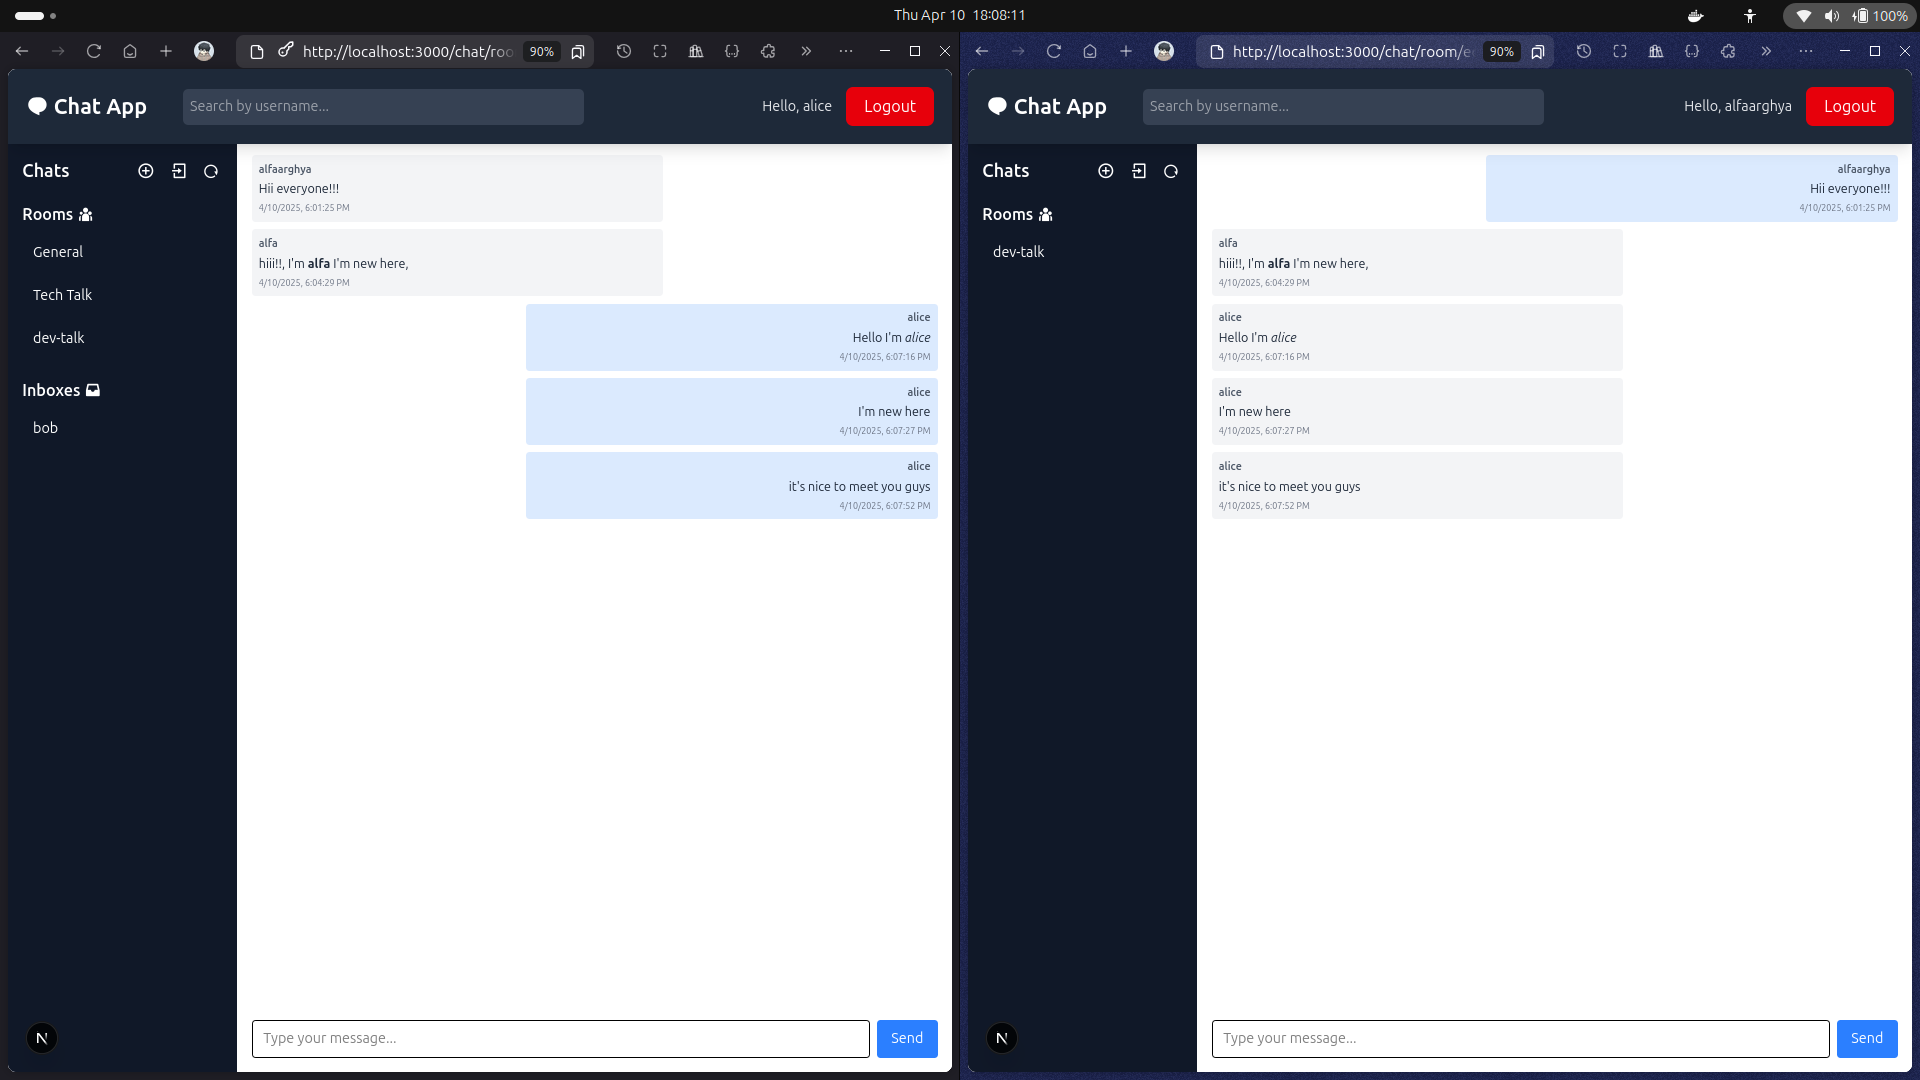 Thu Apr 10 18:08:11
100%
http://localhost:3000/chat/roo
90%
Chat App
Search by username...
Hello, alice
Logout
Chats
Rooms
General
Tech Talk
dev-talk
Inboxes
bob
alfaarghya
Hii everyone!!!
4/10/2025, 6:01:25 PM
alfa
hiii!!, I'm alfa I'm new here,
4/10/2025, 6:04:29 PM
alice
Hello I'm alice
4/10/2025, 6:07:16 PM
alice
I'm new here
4/10/2025, 6:07:27 PM
alice
it's nice to meet you guys
4/10/2025, 6:07:52 PM
N
Type your message...
Send
http://localhost:3000/chat/room/e
90%
Chat App
Search by username...
Hello, alfaarghya
Logout
Chats
Rooms
dev-talk
alfaarghya
Hii everyone!!!
4/10/2025, 6:01:25 PM
alfa
hiii!!, I'm alfa I'm new here,
4/10/2025, 6:04:29 PM
alice
Hello I'm alice
4/10/2025, 6:07:16 PM
alice
I'm new here
4/10/2025, 6:07:27 PM
alice
it's nice to meet you guys
4/10/2025, 6:07:52 PM
N
Type your message...
Send